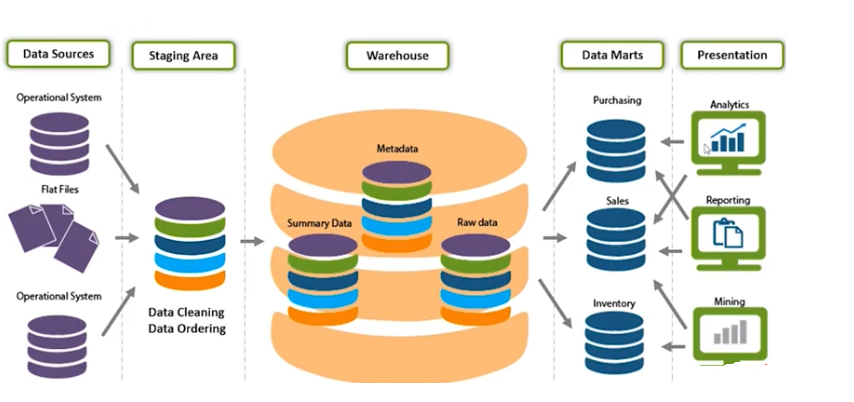 Data Sources
Staging Area
Warehouse
Data Marts
Presentation
Operational System
Flat Files
Operational System
Data Cleaning
Data Ordering
Metadata
Summary Data
Raw data
Purchasing
Sales
Inventory
Analytics
Reporting
Mining